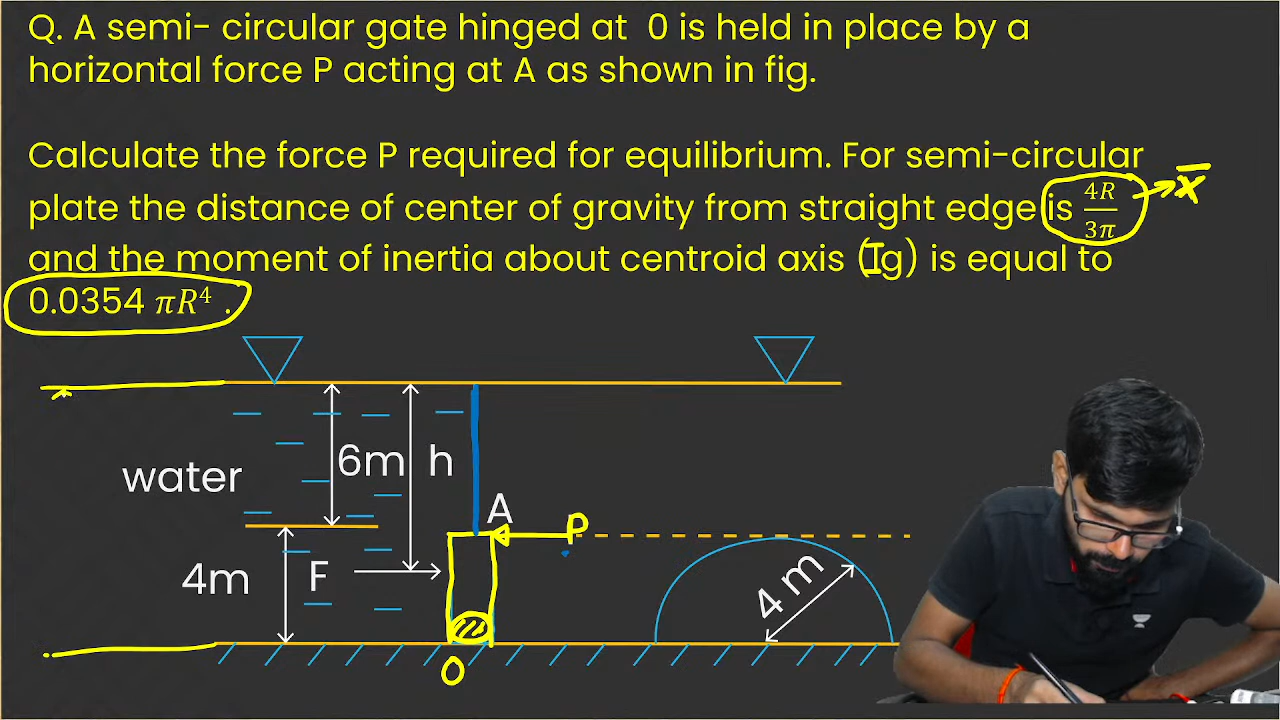 Q. A semi- circular gate hinged at 0 is held in place by a
horizontal force P acting at A as shown in fig.
Calculate the force P required for equilibrium. For semi-circular
plate the distance of center of gravity from straight edge is 4R/3π → x̄
and the moment of inertia about centroid axis (Ig) is equal to
0.0354 πR⁴ .
water
6m
h
A
P
4m
F
4 m
O